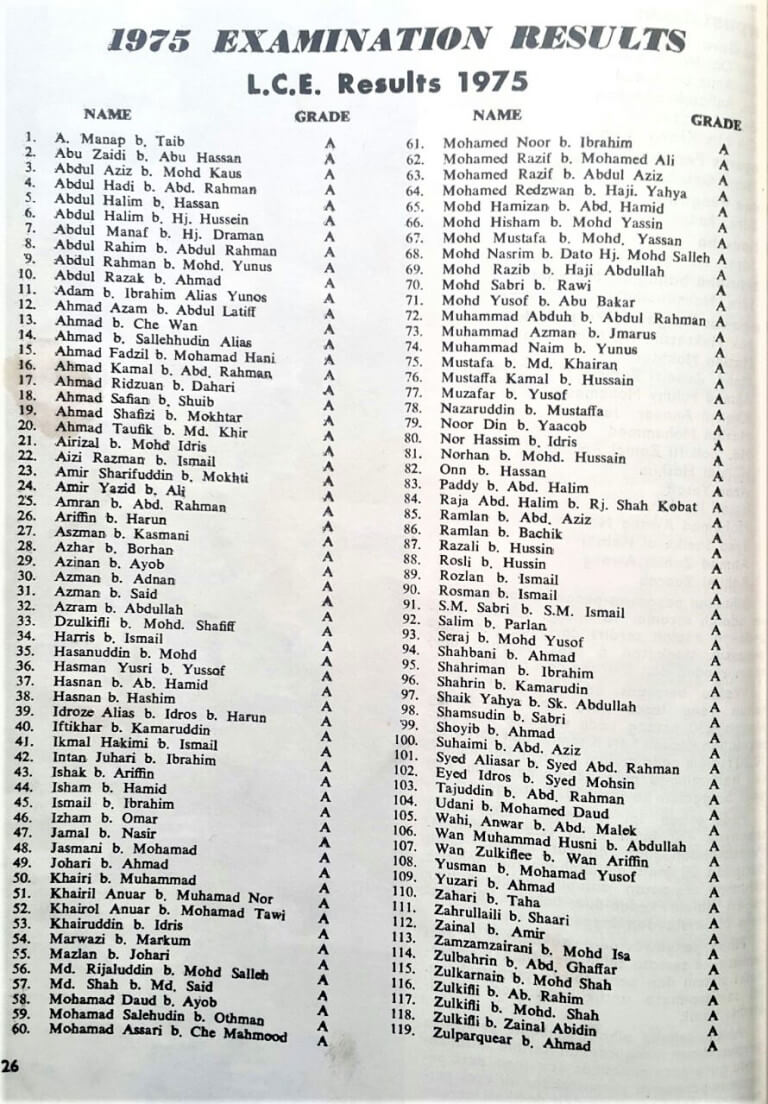 1975 EXAMINATION RESULTS
L.C.E. Results 1975
NAME GRADE
1. A. Manap b. Taib A
2. Abu Zaidi b. Abu Hassan A
3. Abdul Aziz b. Mohd Kaus A
4. Abdul Hadi b. Abd. Rahman A
5. Abdul Halim b. Hassan A
6. Abdul Halim b. Hj. Hussein A
7. Abdul Manaf b. Hj. Draman A
8. Abdul Rahim b. Abdul Rahman A
9. Abdul Rahman b. Mohd. Yunus A
10. Abdul Razak b. Ahmad A
11. Adam b. Ibrahim Alias Yunos A
12. Ahmad Azam b. Abdul Latiff A
13. Ahmad b. Che Wan A
14. Ahmad b. Sallehhudin Alias A
15. Ahmad Fadzil b. Mohamad Hani A
16. Ahmad Kamal b. Abd. Rahman A
17. Ahmad Ridzuan b. Dahari A
18. Ahmad Safian b. Shuib A
19. Ahmad Shafizi b. Mokhtar A
20. Ahmad Taufik b. Md. Khir A
21. Airizal b. Mohd Idris A
22. Aizi Razman b. Ismail A
23. Amir Sharifuddin b. Mokhti A
24. Amir Yazid b. Ali A
25. Amran b. Abd. Rahman A
26. Ariffin b. Harun A
27. Aszman b. Kasmani A
28. Azhar b. Borhan A
29. Azinan b. Ayob A
30. Azman b. Adnan A
31. Azman b. Said A
32. Azram b. Abdullah A
33. Dzulkifli b. Mohd. Shafiff A
34. Harris b. Ismail A
35. Hasanuddin b. Mohd A
36. Hasman Yusri b. Yussof A
37. Hasnan b. Ab. Hamid A
38. Hasnan b. Hashim A
39. Idroze Alias b. Idros b. Harun A
40. Iftikhar b. Kamaruddin A
41. Ikmal Hakimi b. Ismail A
42. Intan Juhari b. Ibrahim A
43. Ishak b. Ariffin A
44. Isham b. Hamid A
45. Ismail b. Ibrahim A
46. Izham b. Omar A
47. Jamal b. Nasir A
48. Jasmani b. Mohamad A
49. Johari b. Ahmad A
50. Khairi b. Muhammad A
51. Khairil Anuar b. Muhamad Nor A
52. Khairol Anuar b. Mohamad Tawi A
53. Khairuddin b. Idris A
54. Marwazi b. Markum A
55. Mazlan b. Johari A
56. Md. Rijaluddin b. Mohd Salleh A
57. Md. Shah b. Md. Said A
58. Mohamad Daud b. Ayob A
59. Mohamad Salehudin b. Othman A
60. Mohamad Assari b. Che Mahmood A
NAME GRADE
61. Mohamed Noor b. Ibrahim A
62. Mohamed Razif b. Mohamed Ali A
63. Mohamed Razif b. Abdul Aziz A
64. Mohamed Redzwan b. Haji. Yahya A
65. Mohd Hamizan b. Abd. Hamid A
66. Mohd Hisham b. Mohd Yassin A
67. Mohd Mustafa b. Mohd. Yassan A
68. Mohd Nasrim b. Dato Hj. Mohd Salleh A
69. Mohd Razib b. Haji Abdullah A
70. Mohd Sabri b. Rawi A
71. Mohd Yusof b. Abu Bakar A
72. Muhammad Abduh b. Abdul Rahman A
73. Muhammad Azman b. Jmarus A
74. Muhammad Naim b. Yunus A
75. Mustafa b. Md. Khairan A
76. Mustaffa Kamal b. Hussain A
77. Muzafar b. Yusof A
78. Nazaruddin b. Mustaffa A
79. Noor Din b. Yaacob A
80. Nor Hassim b. Idris A
81. Norhan b. Mohd. Hussain A
82. Onn b. Hassan A
83. Paddy b. Abd. Halim A
84. Raja Abd. Halim b. Rj. Shah Kobat A
85. Ramlan b. Abd. Aziz A
86. Ramlan b. Bachik A
87. Razali b. Hussin A
88. Rosli b. Hussin A
89. Rozlan b. Ismail A
90. Rosman b. Ismail A
91. S.M. Sabri b. S.M. Ismail A
92. Salim b. Parlan A
93. Seraj b. Mohd Yusof A
94. Shahbani b. Ahmad A
95. Shahriman b. Ibrahim A
96. Shahrin b. Kamarudin A
97. Shaik Yahya b. Sk. Abdullah A
98. Shamsudin b. Sabri A
99. Shoyib b. Ahmad A
100. Suhaimi b. Abd. Aziz A
101. Syed Aliasar b. Syed Abd. Rahman A
102. Eyed Idros b. Syed Mohsin A
103. Tajuddin b. Abd. Rahman A
104. Udani b. Mohamed Daud A
105. Wahi, Anwar b. Abd. Malek A
106. Wan Muhammad Husni b. Abdullah A
107. Wan Zulkiflee b. Wan Ariffin A
108. Yusman b. Mohamad Yusof A
109. Yuzari b. Ahmad A
110. Zahari b. Taha A
111. Zahrullaili b. Shaari A
112. Zainal b. Amir A
113. Zamzamzairani b. Mohd Isa A
114. Zulbahrin b. Abd. Ghaffar A
115. Zulkarnain b. Mohd Shah A
116. Zulkifli b. Ab. Rahim A
117. Zulkifli b. Mohd. Shah A
118. Zulkifli b. Zainal Abidin A
119. Zulparquear b. Ahmad A
26